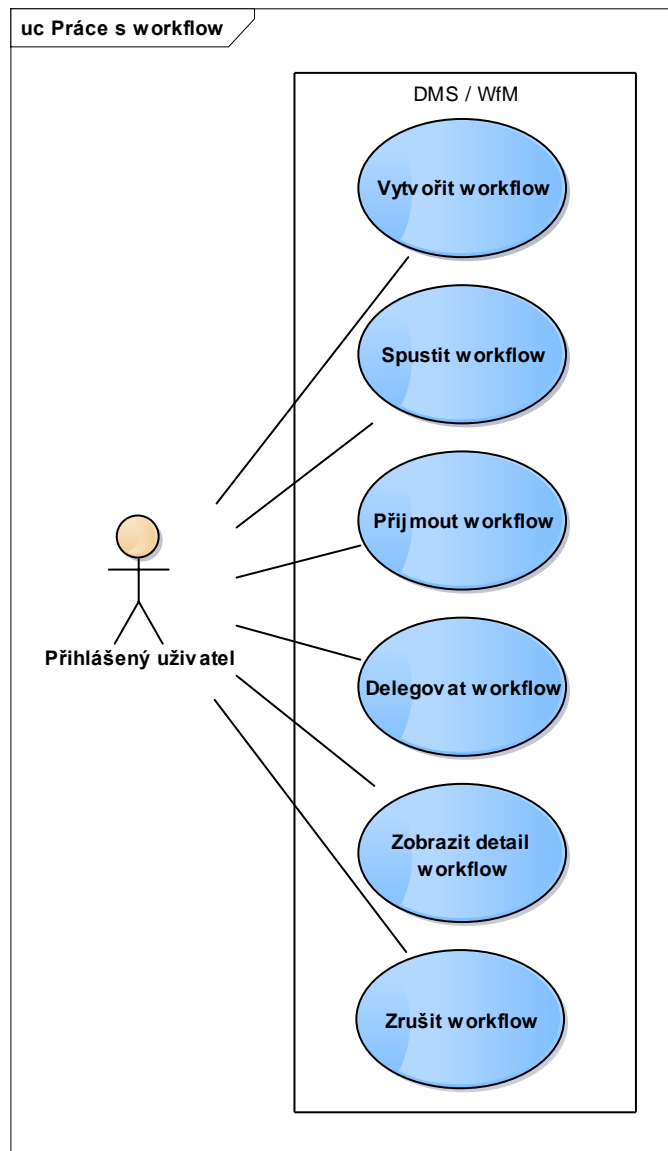 uc Práce s workflow
DMS / WfM
Vytvořit workflow
Spustit workflow
Přijmout workflow
Přihlášený uživatel
Delegovat workflow
Zobrazit detail
workflow
Zrušit workflow